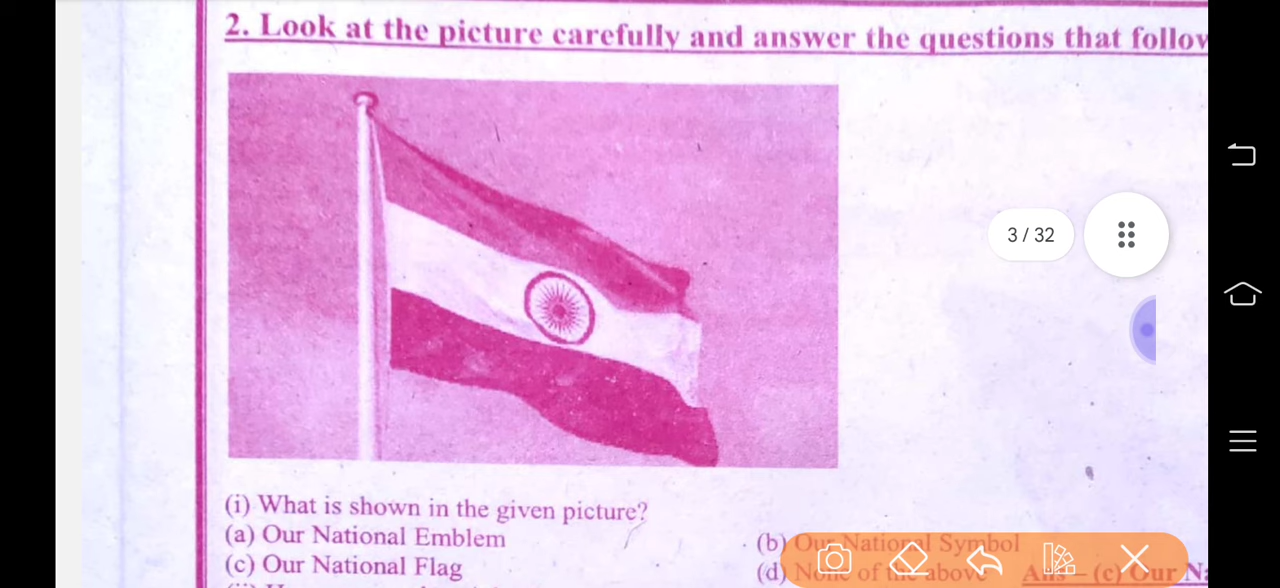 2. Look at the picture carefully and answer the questions that follow
3 / 32
(i) What is shown in the given picture?
(a) Our National Emblem
(b) Our National Symbol
(c) Our National Flag
(d) None of the above Ans – (c) Our